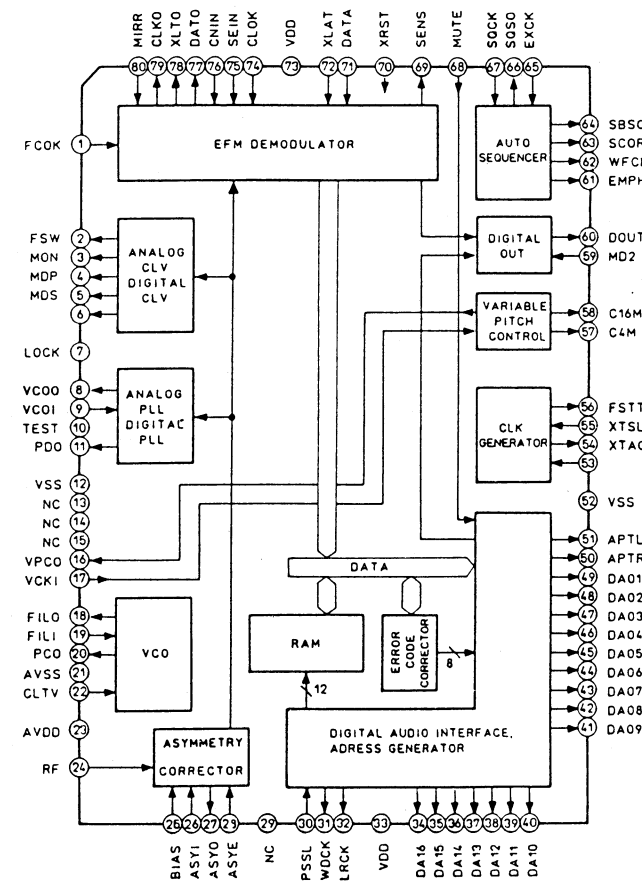 MIRR
CLKO
XLTO
DATO
CNIN
SEIN
CLOK
VDD
XLAT
DATA
XRST
SENS
MUTE
SQCK
SQSO
EXCK
80
79
78
77
76
75
74
73
72
71
70
69
68
67
66
65
FCOK 1
EFM DEMODULATOR
AUTO
SEQUENCER
64 SBSO
63 SCOR
62 WFC
61 EMPH
FSW 2
MON 3
MDP 4
MDS 5
6
ANALOG
CLV
DIGITAL
CLV
DIGITAL
OUT
60 DOUT
59 MD2
VARIABLE
PITCH
CONTROL
58 C16M
57 C4M
LOCK 7
VCOO 8
VCOI 9
TEST 10
PDO 11
ANALOG
PLL
DIGITAL
PLL
CLK
GENERATOR
56 FSTT
55 XTSL
54 XTAO
53
VSS 12
NC 13
NC 14
NC 15
VPCO 16
VCKI 17
52 VSS
51 APTL
50 APTR
49 DA01
48 DA02
47 DA03
46 DA04
45 DA05
44 DA06
43 DA07
42 DA08
41 DA09
DATA
FILO 18
FILI 19
PCO 20
AVSS 21
CLTV 22
VCO
RAM
ERROR
CODE
CORRECTOR
8
12
AVDD 23
RF 24
ASYMMETRY
CORRECTOR
DIGITAL AUDIO INTERFACE,
ADRESS GENERATOR
25
26
27
23
29
30
31
32
33
34
35
36
37
38
39
40
BIAS
ASYI
ASYO
ASYE
NC
PSSL
WDCK
LRCK
VDD
DA16
DA15
DA14
DA13
DA12
DA11
DA10